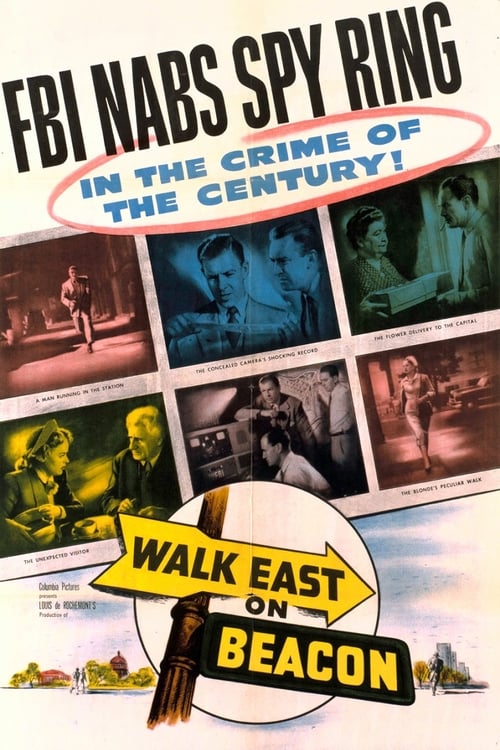 FBI NABS SPY RING
IN THE CRIME OF
THE CENTURY!
A MAN RUNNING IN THE STATION
THE CONCEALED CAMERA'S SHOCKING RECORD
THE FLOWER DELIVERY TO THE CAPITAL
THE UNEXPECTED VISITOR
THE BLONDE'S PECULIAR WALK
Columbia Pictures
presents
LOUIS de ROCHEMONT'S
Production of
WALK EAST
ON
BEACON